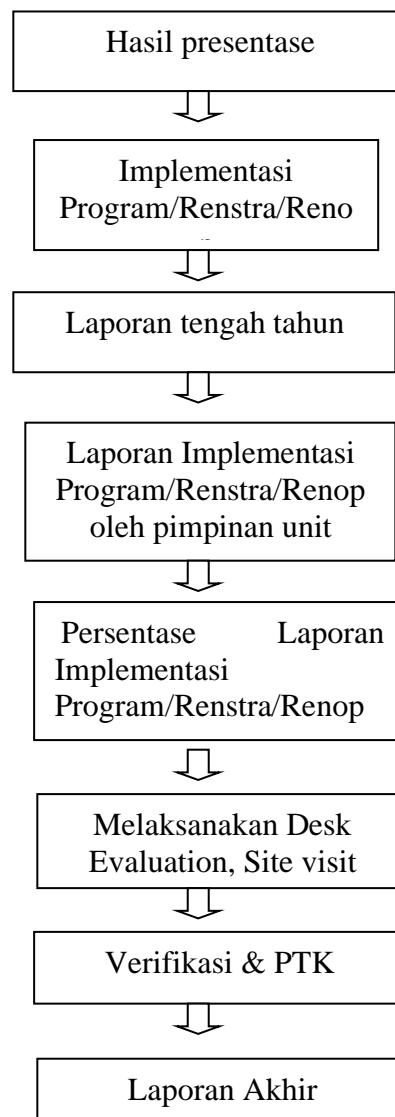 Hasil presentase
Implementasi
Program/Renstra/Reno
Laporan tengah tahun
Laporan Implementasi
Program/Renstra/Renop
oleh pimpinan unit
Persentase Laporan
Implementasi
Program/Renstra/Renop
Melaksanakan Desk
Evaluation, Site visit
Verifikasi & PTK
Laporan Akhir